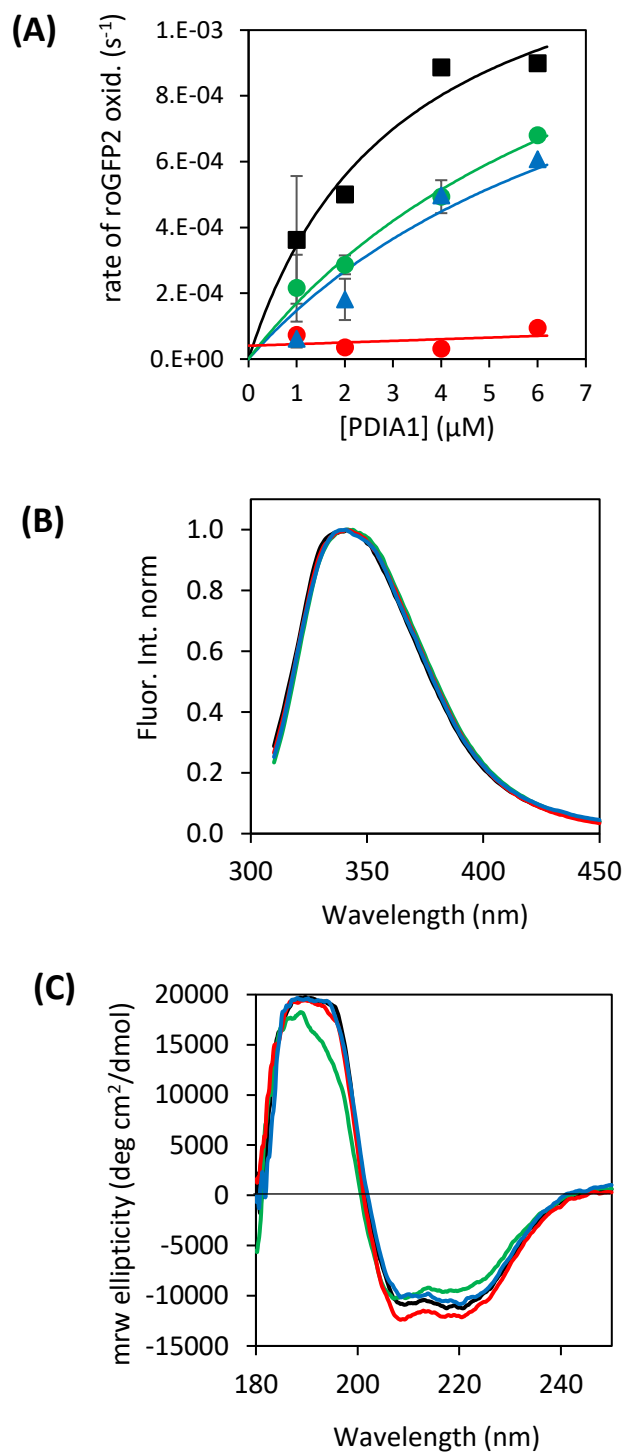 (A)
rate of roGFP2 oxid. (s⁻¹)
1.E-03
8.E-04
6.E-04
4.E-04
2.E-04
0.E+00
0 1 2 3 4 5 6 7
[PDIA1] (µM)
(B)
Fluor. Int. norm
1.0
0.8
0.6
0.4
0.2
0.0
300 350 400 450
Wavelength (nm)
(C)
mrw ellipticity (deg cm²/dmol)
20000
15000
10000
5000
0
-5000
-10000
-15000
180 200 220 240
Wavelength (nm)